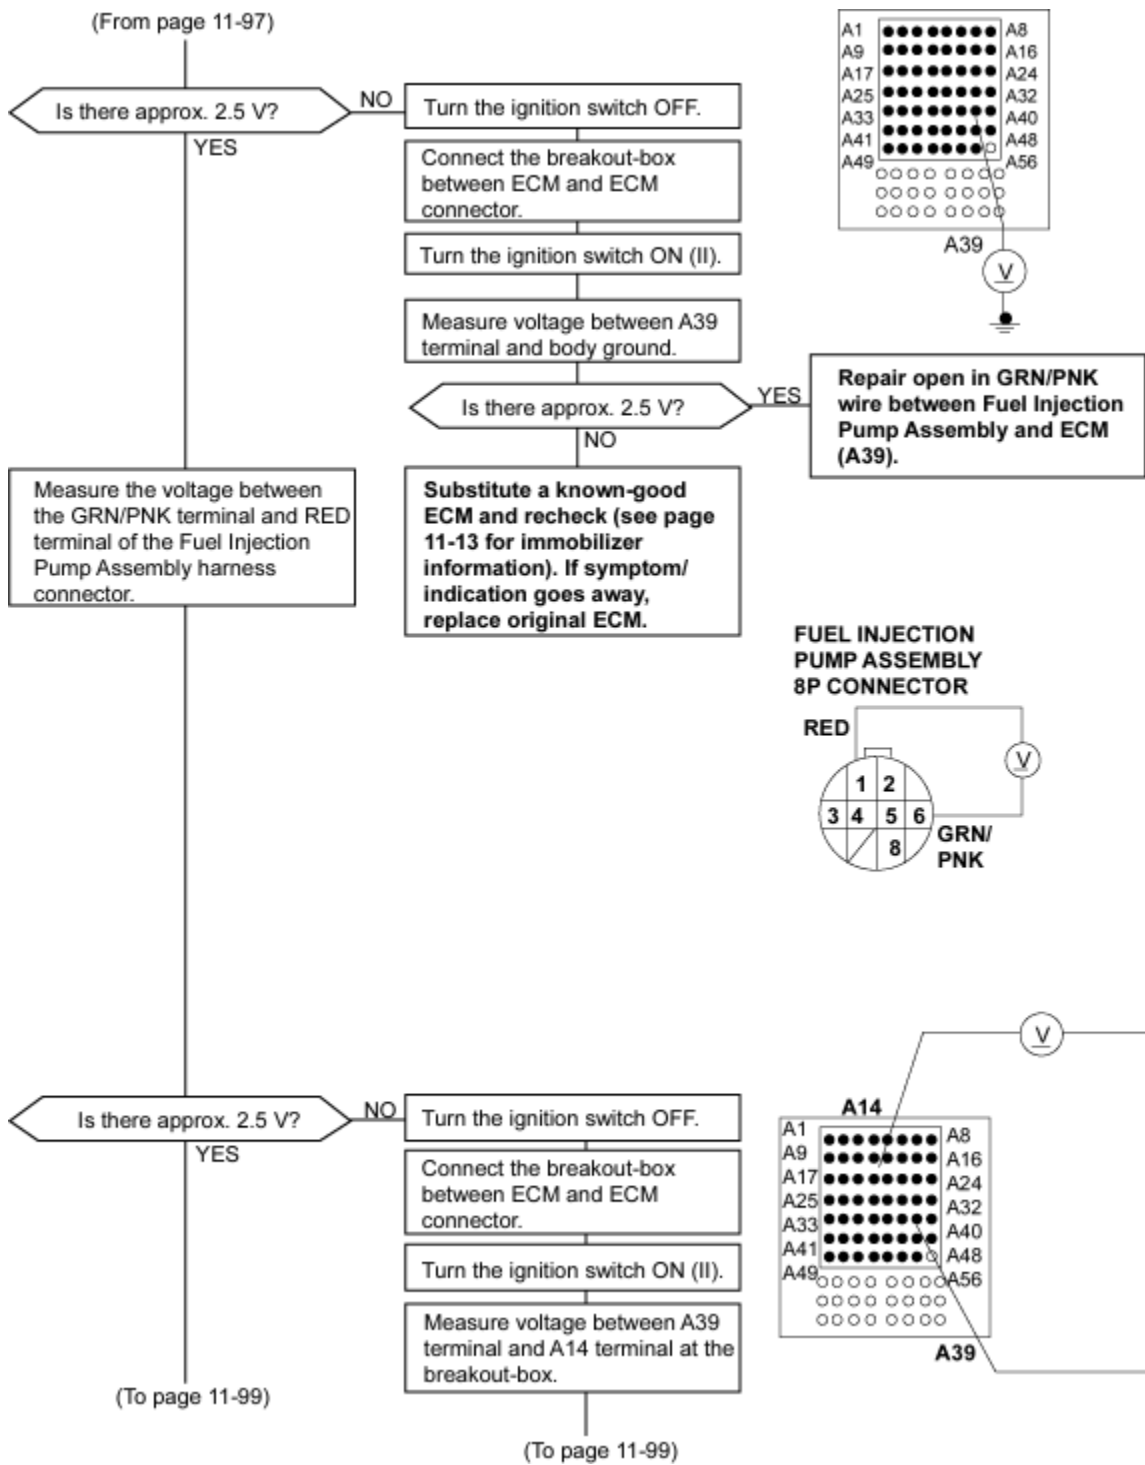 (From page 11-97)
Is there approx. 2.5 V?
NO
YES
Turn the ignition switch OFF.
Connect the breakout-box
between ECM and ECM
connector.
Turn the ignition switch ON (II).
Measure voltage between A39
terminal and body ground.
Is there approx. 2.5 V?
YES
NO
Repair open in GRN/PNK
wire between Fuel Injection
Pump Assembly and ECM
(A39).
Substitute a known-good
ECM and recheck (see page
11-13 for immobilizer
information). If symptom/
indication goes away,
replace original ECM.
A1
A8
A9
A16
A17
A24
A25
A32
A33
A40
A41
A48
A49
A56
A39
V
Measure the voltage between
the GRN/PNK terminal and RED
terminal of the Fuel Injection
Pump Assembly harness
connector.
FUEL INJECTION
PUMP ASSEMBLY
8P CONNECTOR
RED
V
1 2
3 4 5 6
8
GRN/
PNK
Is there approx. 2.5 V?
NO
YES
Turn the ignition switch OFF.
Connect the breakout-box
between ECM and ECM
connector.
Turn the ignition switch ON (II).
Measure voltage between A39
terminal and A14 terminal at the
breakout-box.
V
A14
A1
A8
A9
A16
A17
A24
A25
A32
A33
A40
A41
A48
A49
A56
A39
(To page 11-99)
(To page 11-99)